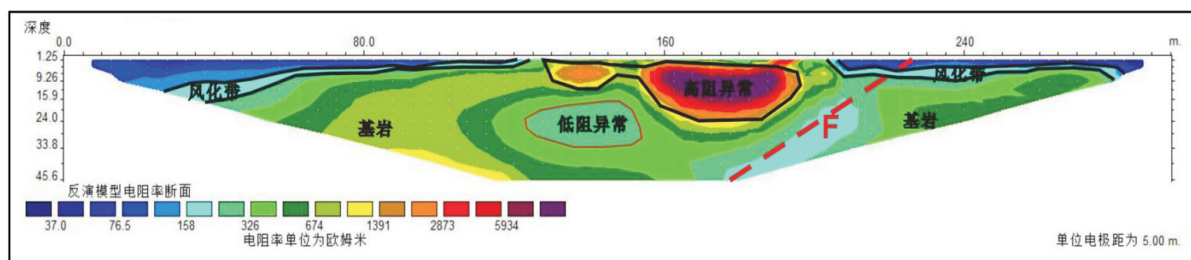 深度
0.0 80.0 160 240 m.
1.25
9.26
15.9
24.0
33.8
45.6
风化带
基岩
低阻异常
高阻异常
F
风化带
基岩
反演模型电阻率断面
37.0 76.5 158 326 674 1391 2873 5934
电阻率单位为欧姆米
单位电极距为 5.00 m.